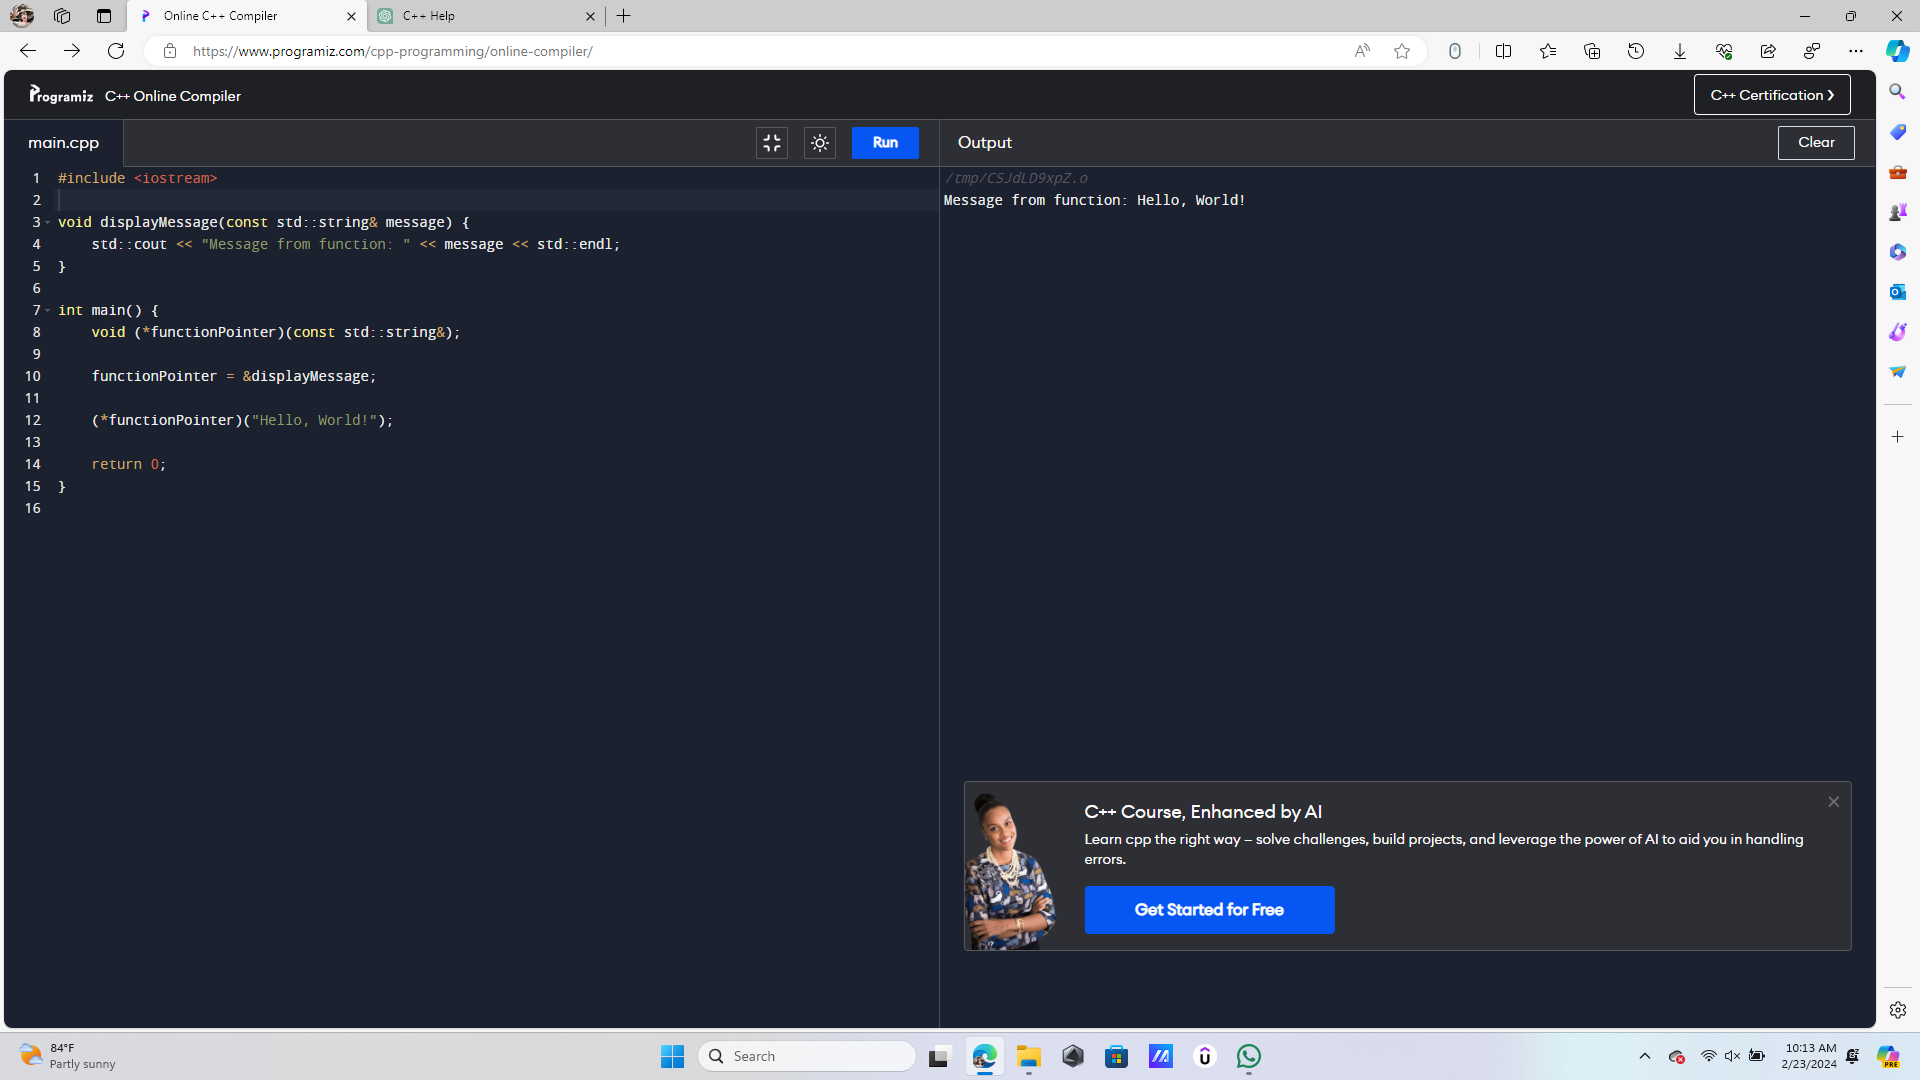 Online C++ Compiler
C++ Help
https://www.programiz.com/cpp-programming/online-compiler/
Programiz C++ Online Compiler
C++ Certification ›
main.cpp
Run
Output
Clear
1 #include <iostream>
2
3 void displayMessage(const std::string& message) {
4 std::cout << "Message from function: " << message << std::endl;
5 }
6
7 int main() {
8 void (*functionPointer)(const std::string&);
9
10 functionPointer = &displayMessage;
11
12 (*functionPointer)("Hello, World!");
13
14 return 0;
15 }
16
/tmp/CSJdLD9xpZ.o
Message from function: Hello, World!
C++ Course, Enhanced by AI
Learn cpp the right way – solve challenges, build projects, and leverage the power of AI to aid you in handling
errors.
Get Started for Free
84°F
Partly sunny
Search
10:13 AM
2/23/2024
PRE